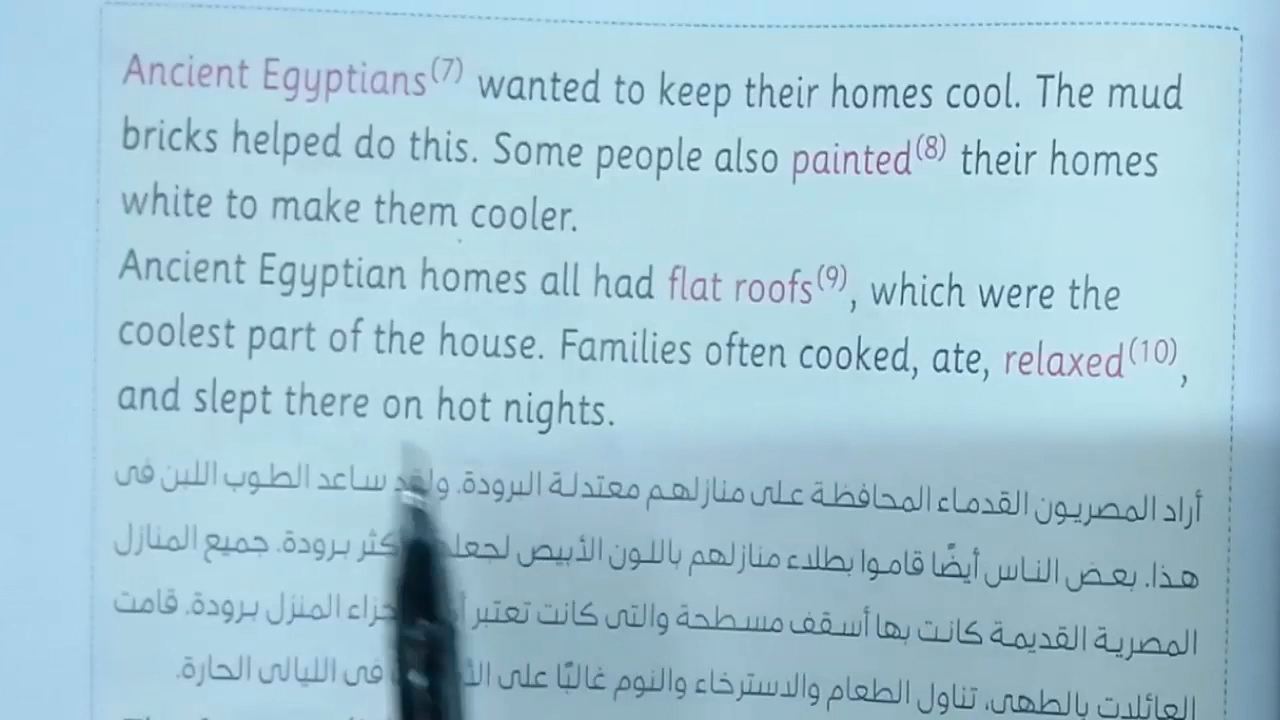 Ancient Egyptians(7) wanted to keep their homes cool. The mud
bricks helped do this. Some people also painted(8) their homes
white to make them cooler.
Ancient Egyptian homes all had flat roofs(9), which were the
coolest part of the house. Families often cooked, ate, relaxed(10),
and slept there on hot nights.
أراد المصريون القدماء المحافظة على منازلهم معتدلة البرودة. ولقد ساعد الطوب اللبن فى
هذا. بعض الناس أيضًا قاموا بطلاء منازلهم باللون الأبيض برودة. جميع المنازل
المصرية القديمة كانت بها أسقف مسطحة والتى كانت تعتبر المنزل برودة. قامت
العائلات بالطهى، تناول الطعام والاسترخاء والنوم غالبًا على فى الليالى الحارة.